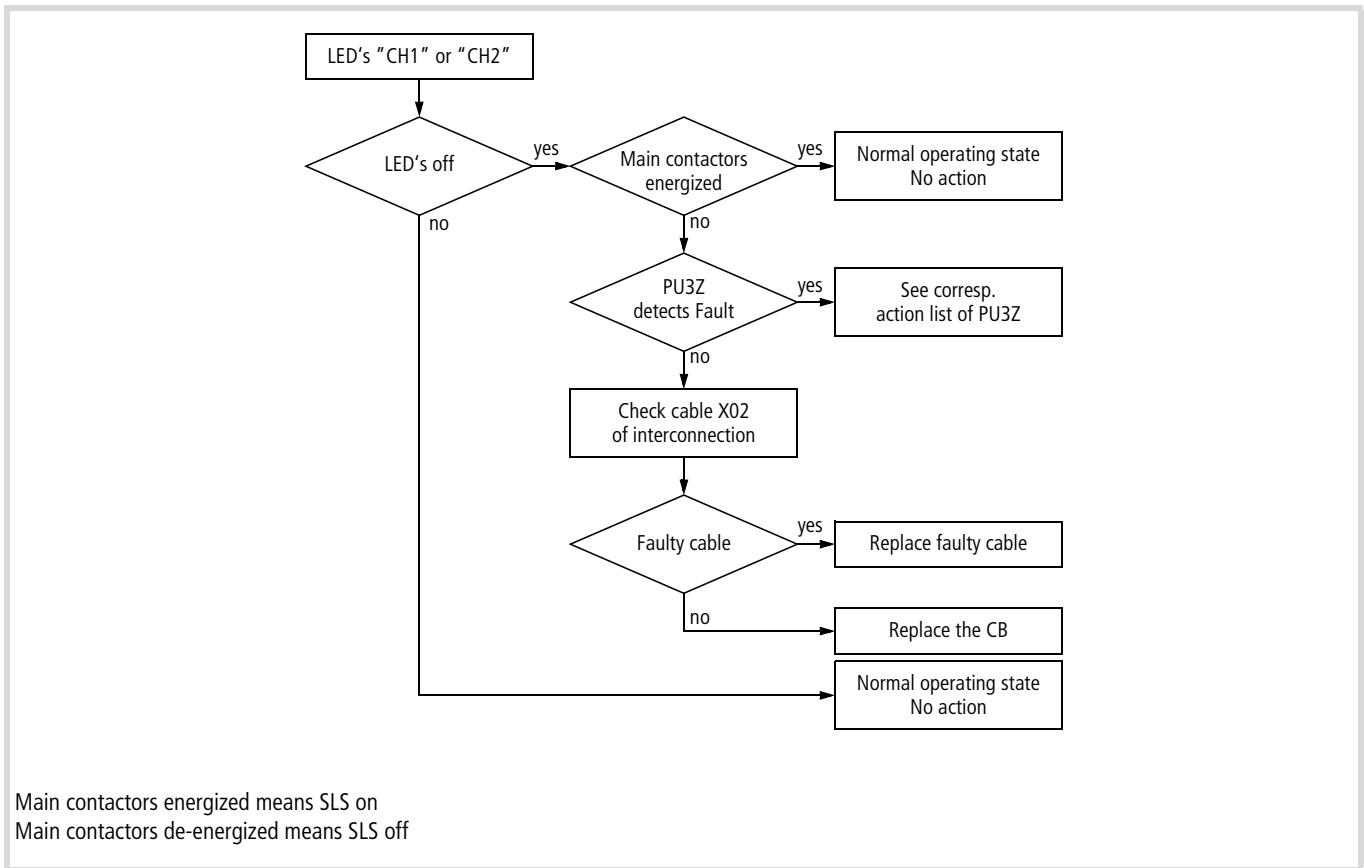 LED‘s ″CH1″ or “CH2”
LED‘s off
yes
Main contactors
energized
yes
Normal operating state
No action
no
no
PU3Z
detects Fault
yes
See corresp.
action list of PU3Z
no
Check cable X02
of interconnection
Faulty cable
yes
Replace faulty cable
no
Replace the CB
Normal operating state
No action
Main contactors energized means SLS on
Main contactors de-energized means SLS off